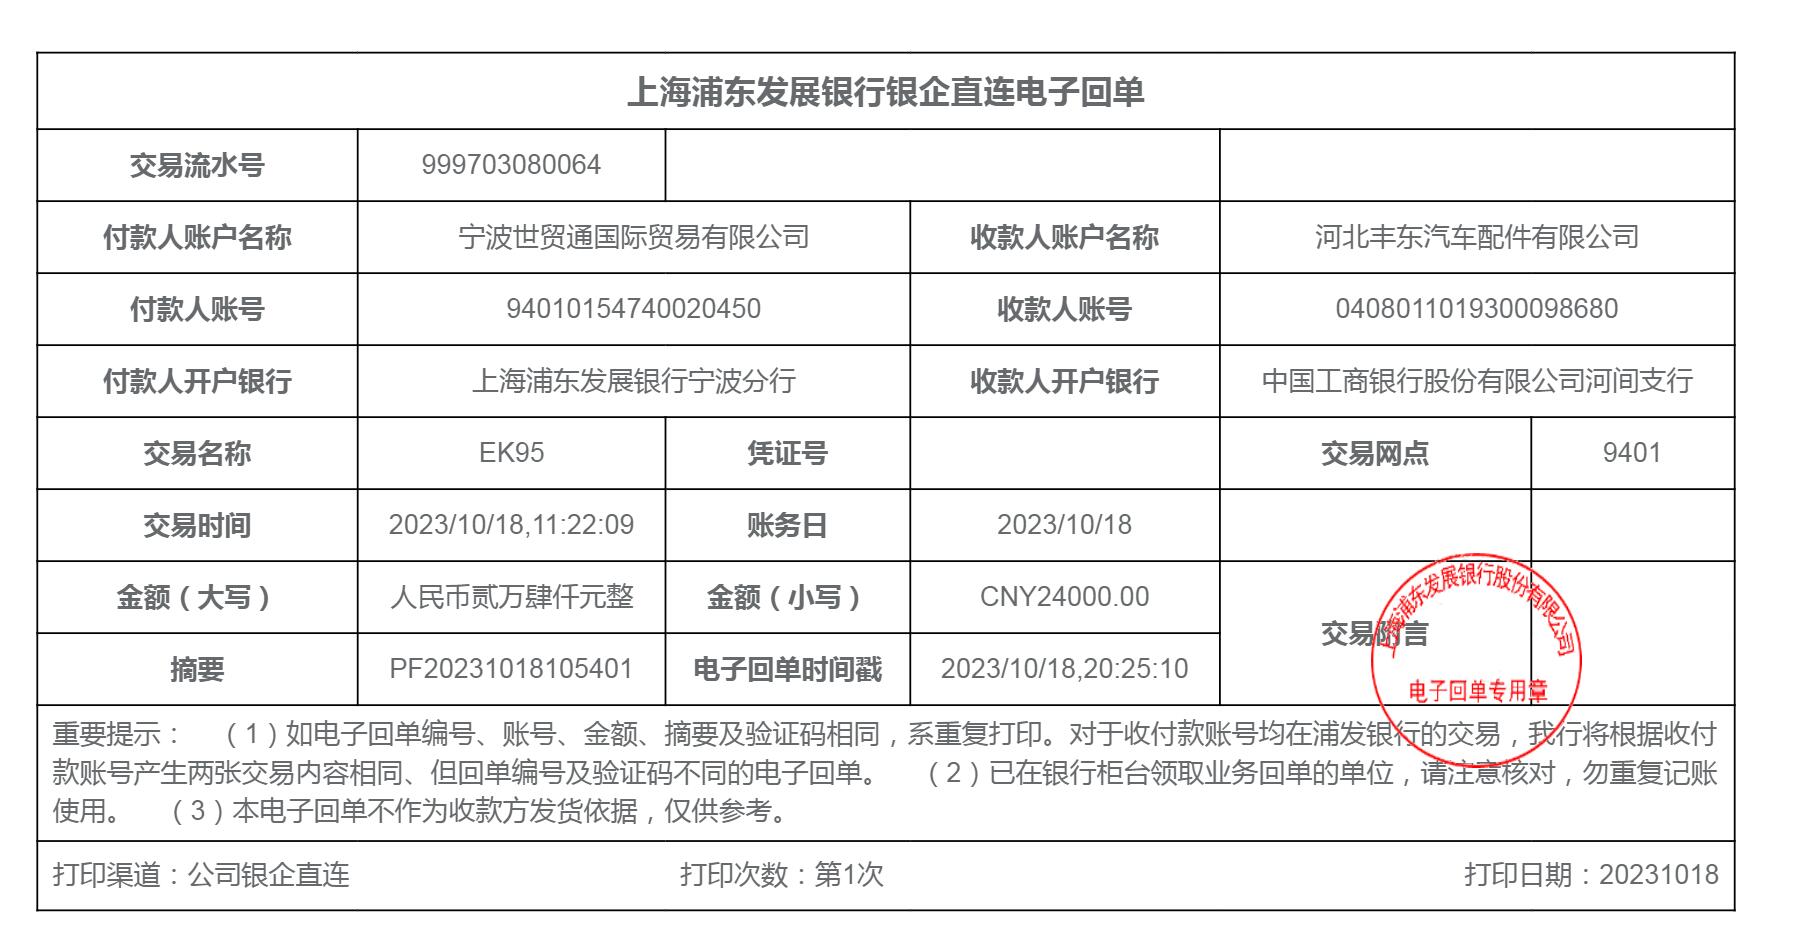 上海浦东发展银行银企直连电子回单
交易流水号 999703080064
付款人账户名称 宁波世贸通国际贸易有限公司 收款人账户名称 河北丰东汽车配件有限公司
付款人账号 94010154740020450 收款人账号 0408011019300098680
付款人开户银行 上海浦东发展银行宁波分行 收款人开户银行 中国工商银行股份有限公司河间支行
交易名称 EK95 凭证号 交易网点 9401
交易时间 2023/10/18,11:22:09 账务日 2023/10/18
金额（大写） 人民币贰万肆仟元整 金额（小写） CNY24000.00
交易附言
摘要 PF20231018105401 电子回单时间戳 2023/10/18,20:25:10
上海浦东发展银行股份有限公司
电子回单专用章
重要提示： （1）如电子回单编号、账号、金额、摘要及验证码相同，系重复打印。对于收付款账号均在浦发银行的交易，我行将根据收付
款账号产生两张交易内容相同、但回单编号及验证码不同的电子回单。 （2）已在银行柜台领取业务回单的单位，请注意核对，勿重复记账
使用。 （3）本电子回单不作为收款方发货依据，仅供参考。
打印渠道：公司银企直连 打印次数：第1次 打印日期：20231018